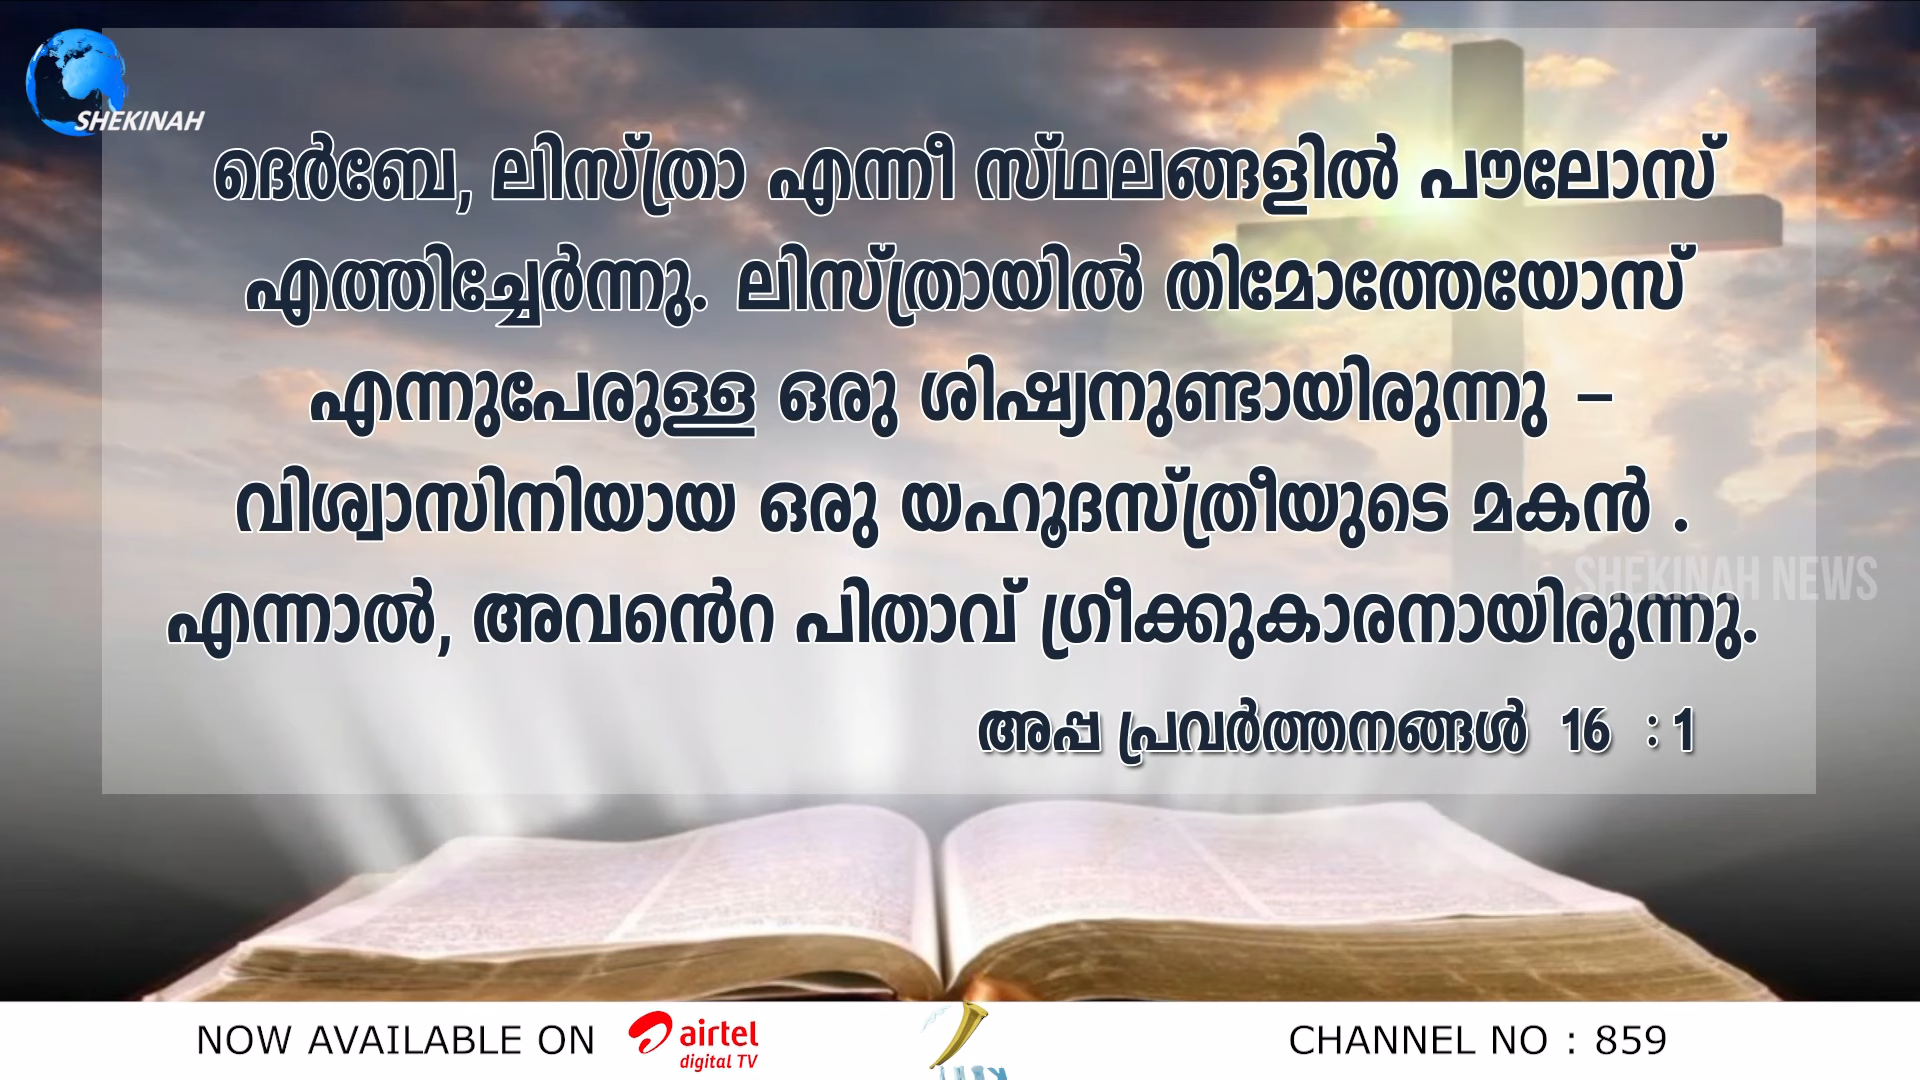 SHEKINAH
ദെർബേ, ലിസ്ത്രാ എന്നീ സ്ഥലങ്ങളിൽ പൗലോസ്
എത്തിച്ചേർന്നു. ലിസ്ത്രായിൽ തിമോത്തേയോസ്
എന്നുപേരുള്ള ഒരു ശിഷ്യനുണ്ടായിരുന്നു –
വിശ്വാസിനിയായ ഒരു യഹൂദസ്ത്രീയുടെ മകൻ .
SHEKINAH NEWS
എന്നാൽ, അവൻെറ പിതാവ് ഗ്രീക്കുകാരനായിരുന്നു.
അപ്പ പ്രവർത്തനങ്ങൾ 16 : 1
NOW AVAILABLE ON airtel digital TV CHANNEL NO : 859